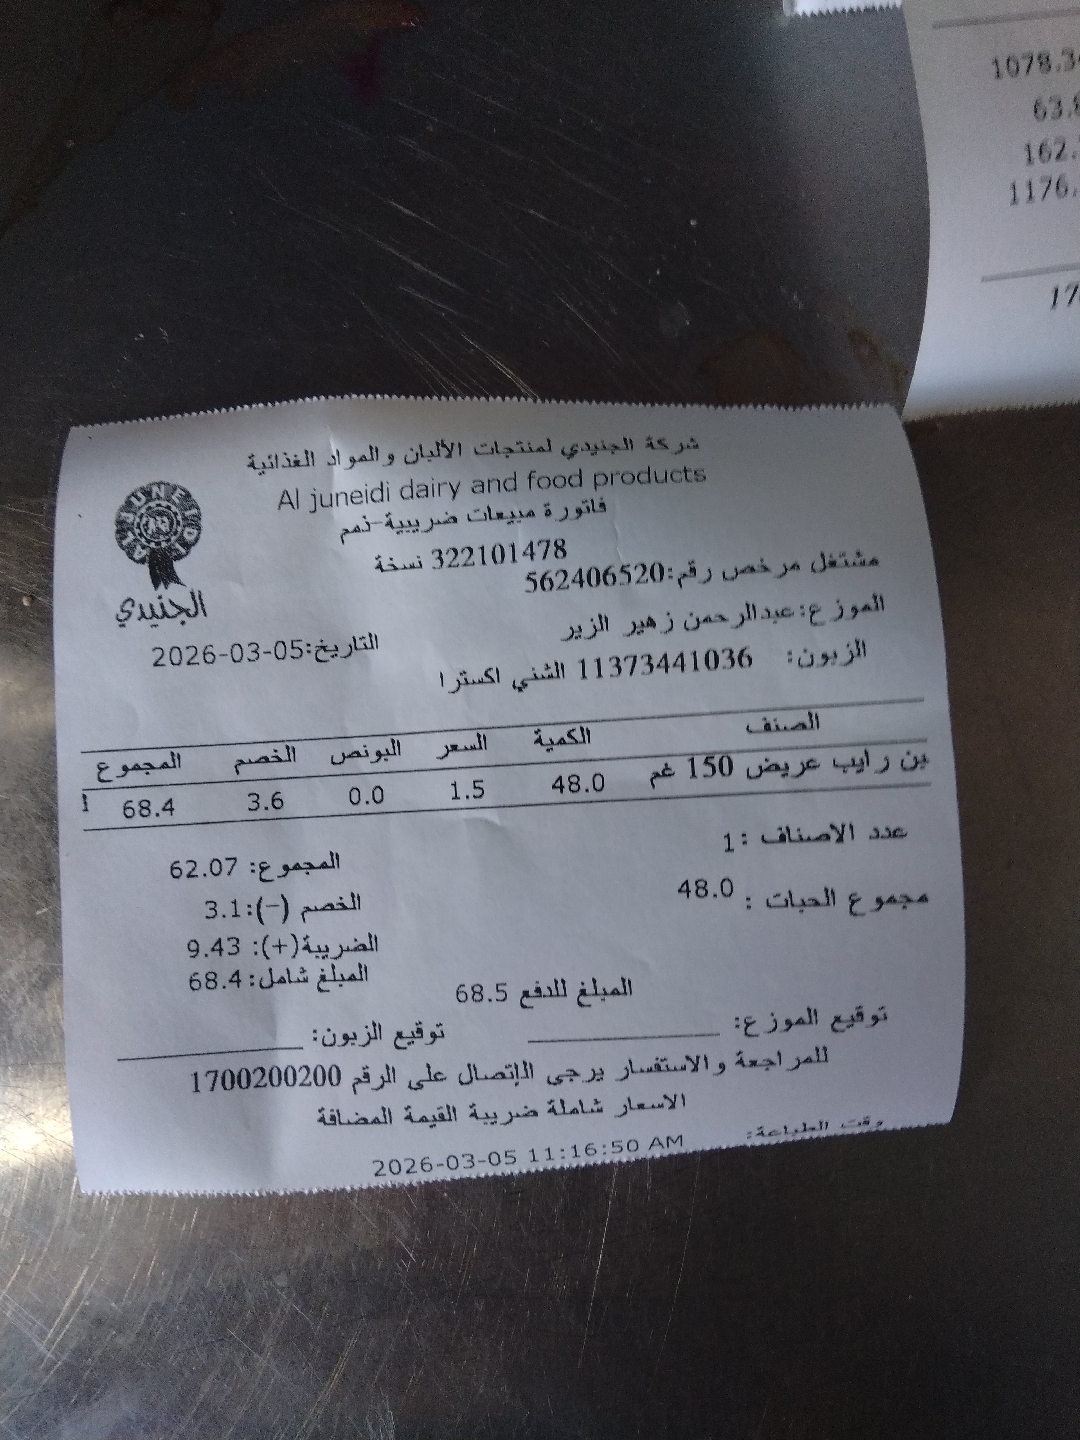 شركة الجنيدي لمنتجات الألبان والمواد الغذائية
Al juneidi dairy and food products
فاتورة مبيعات ضريبية-ذمم
322101478 نسخة
مشتغل مرخص رقم:562406520
الموزع:عبدالرحمن زهير الزير
التاريخ:2026-03-05
الزبون: 11373441036 الشني اكسترا
الجنيدي
الصنف الكمية السعر البونص الخصم المجموع
بن رايب عريض 150 غم 48.0 1.5 0.0 3.6 68.4
عدد الاصناف :1
مجموع الحبات : 48.0
المجموع: 62.07
الخصم (-):3.1
الضريبة(+): 9.43
المبلغ شامل:68.4
المبلغ للدفع 68.5
توقيع الموزع: توقيع الزبون:
للمراجعة والاستفسار يرجى الإتصال على الرقم 1700200200
الاسعار شاملة ضريبة القيمة المضافة
وقت الطباعة: 2026-03-05 11:16:50 AM